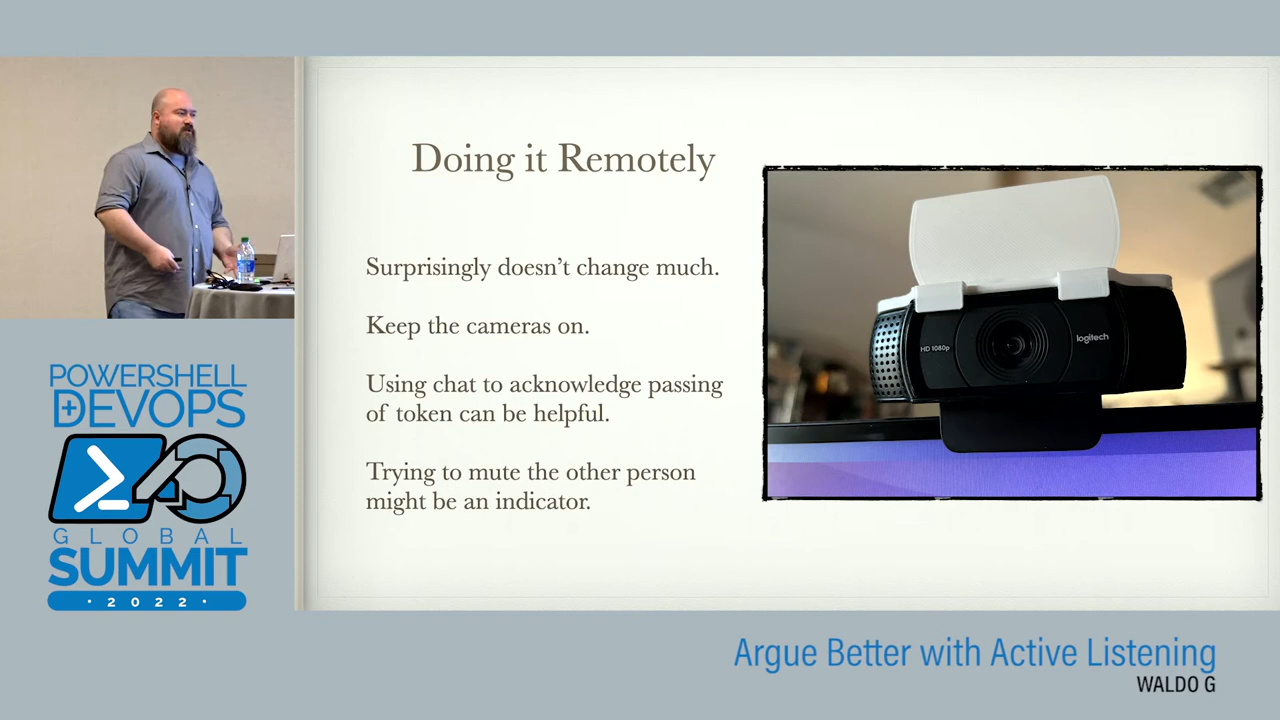 Doing it Remotely
Surprisingly doesn’t change much.
Keep the cameras on.
Using chat to acknowledge passing
of token can be helpful.
Trying to mute the other person
might be an indicator.
HD 1080p
logitech
POWERSHELL
+ DEVOPS
GLOBAL
SUMMIT
· 2022 ·
Argue Better with Active Listening
WALDO G